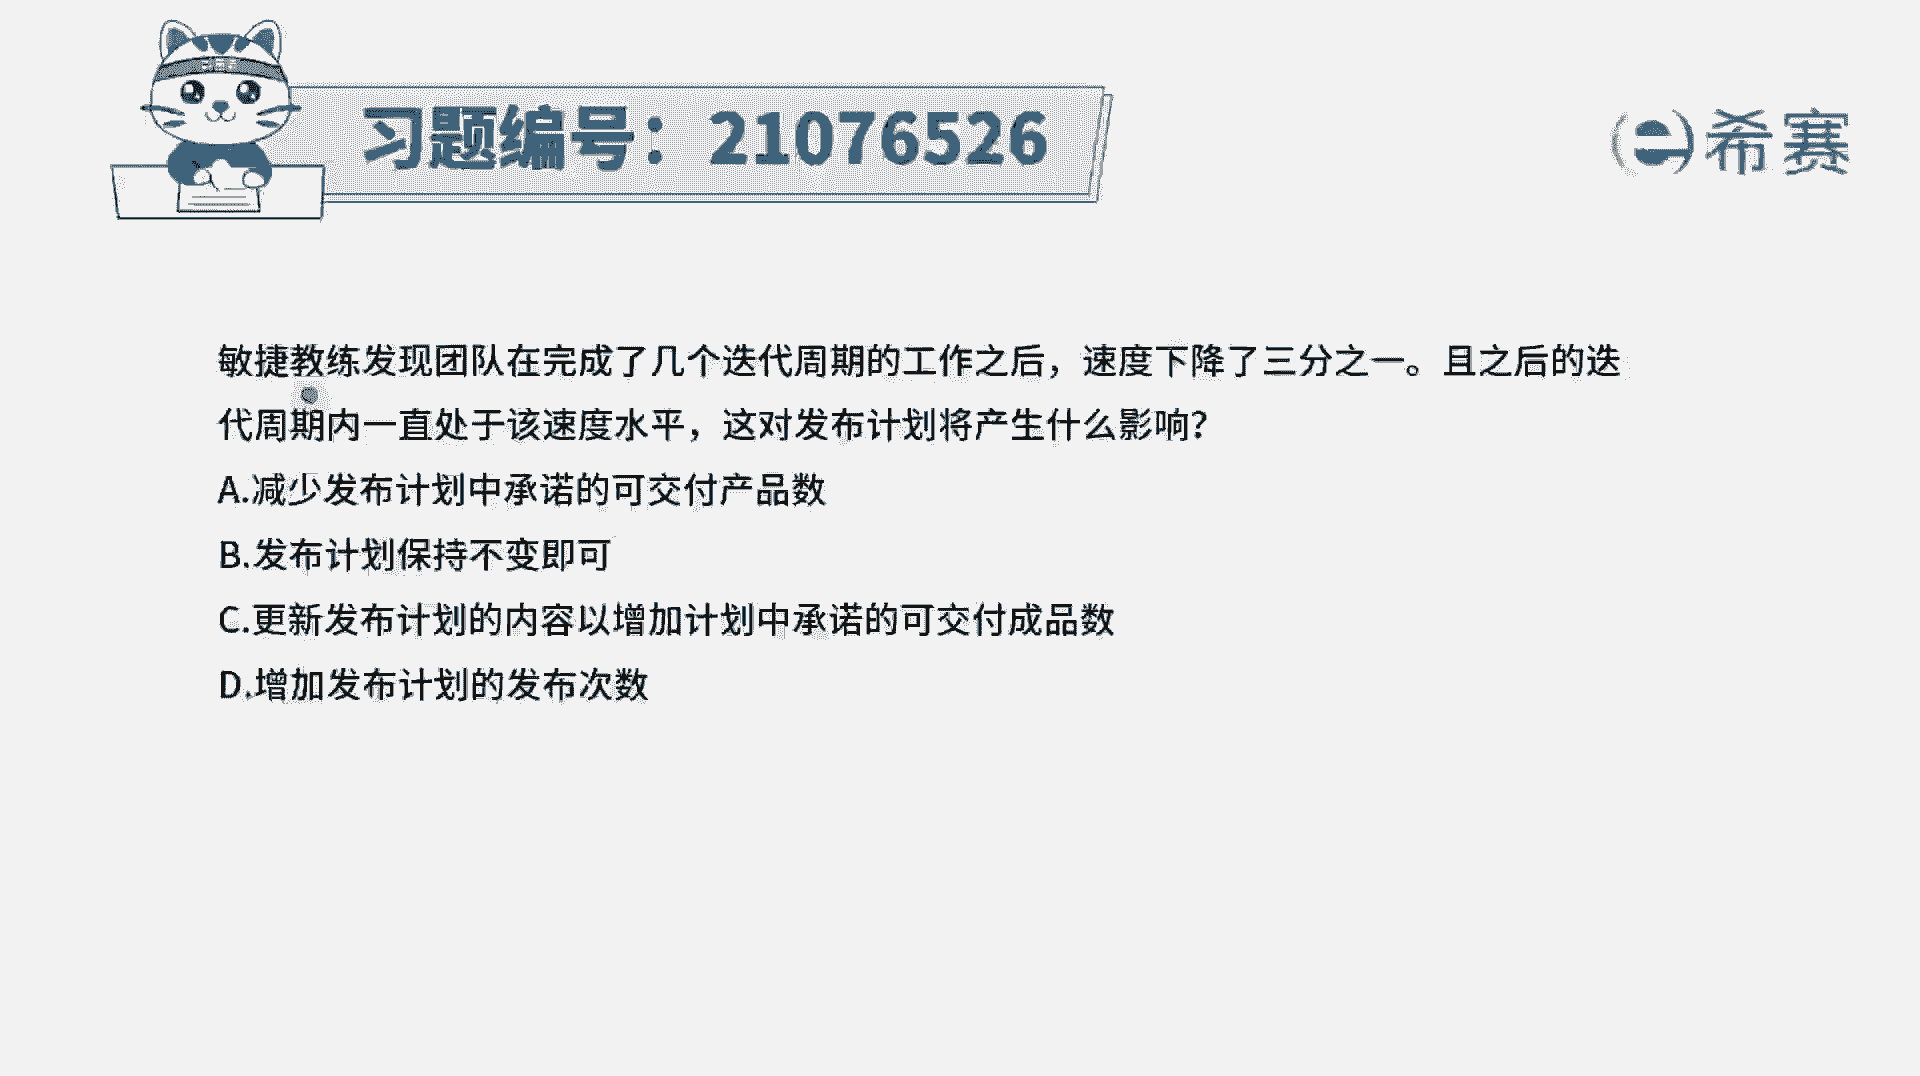 习题编号：21076526
希赛
敏捷教练发现团队在完成了几个迭代周期的工作之后，速度下降了三分之一。且之后的迭
代周期内一直处于该速度水平，这对发布计划将产生什么影响？
A.减少发布计划中承诺的可交付产品数
B.发布计划保持不变即可
C.更新发布计划的内容以增加计划中承诺的可交付成品数
D.增加发布计划的发布次数